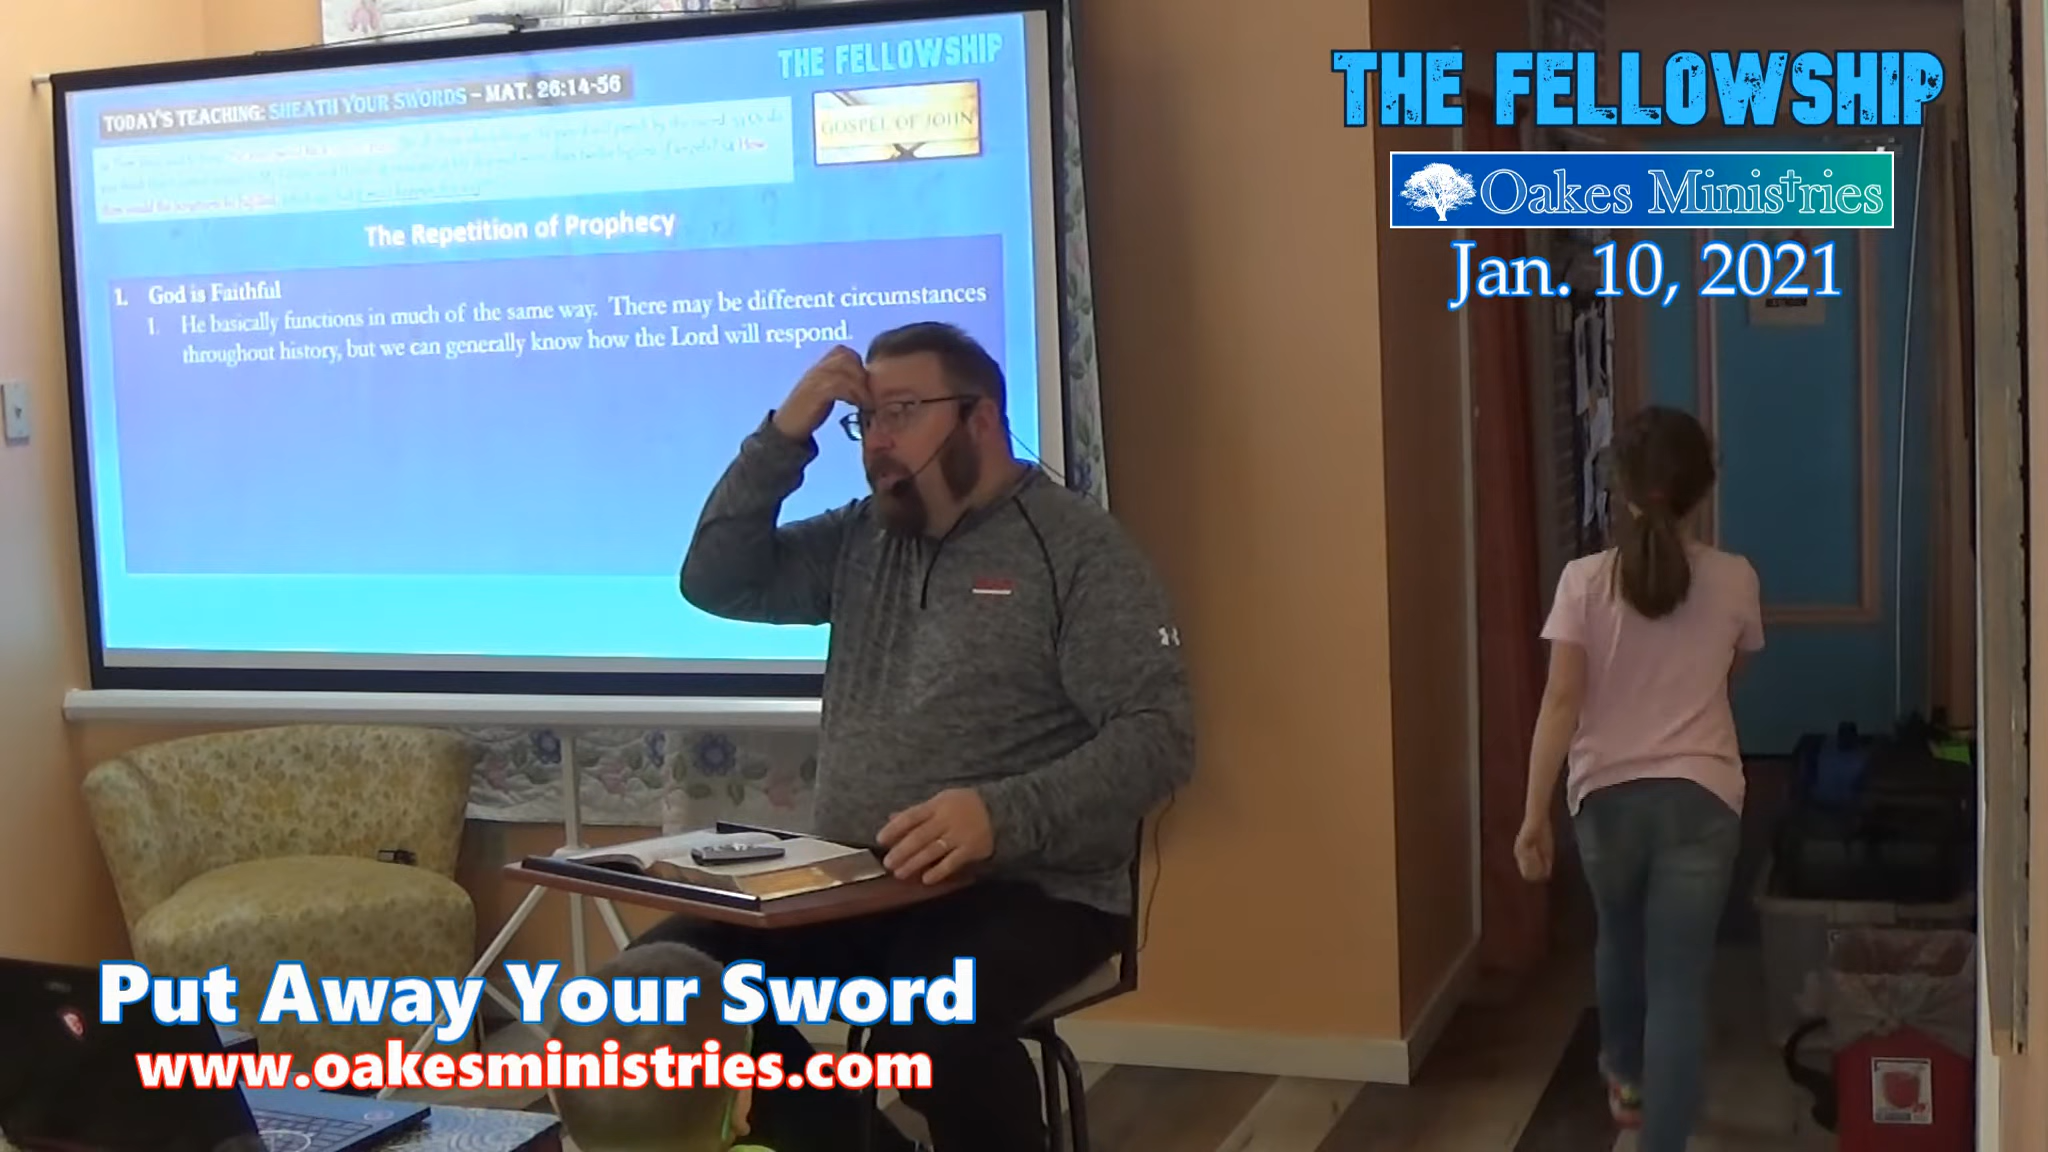 THE FELLOWSHIP
TODAY'S TEACHING: SHEATH YOUR SWORDS – MAT. 26:14-56
GOSPEL OF JOHN
The Repetition of Prophecy
1. God is Faithful
1. He basically functions in much of the same way. There may be different circumstances
throughout history, but we can generally know how the Lord will respond.
THE FELLOWSHIP
Oakes Ministries
Jan. 10, 2021
Put Away Your Sword
www.oakesministries.com